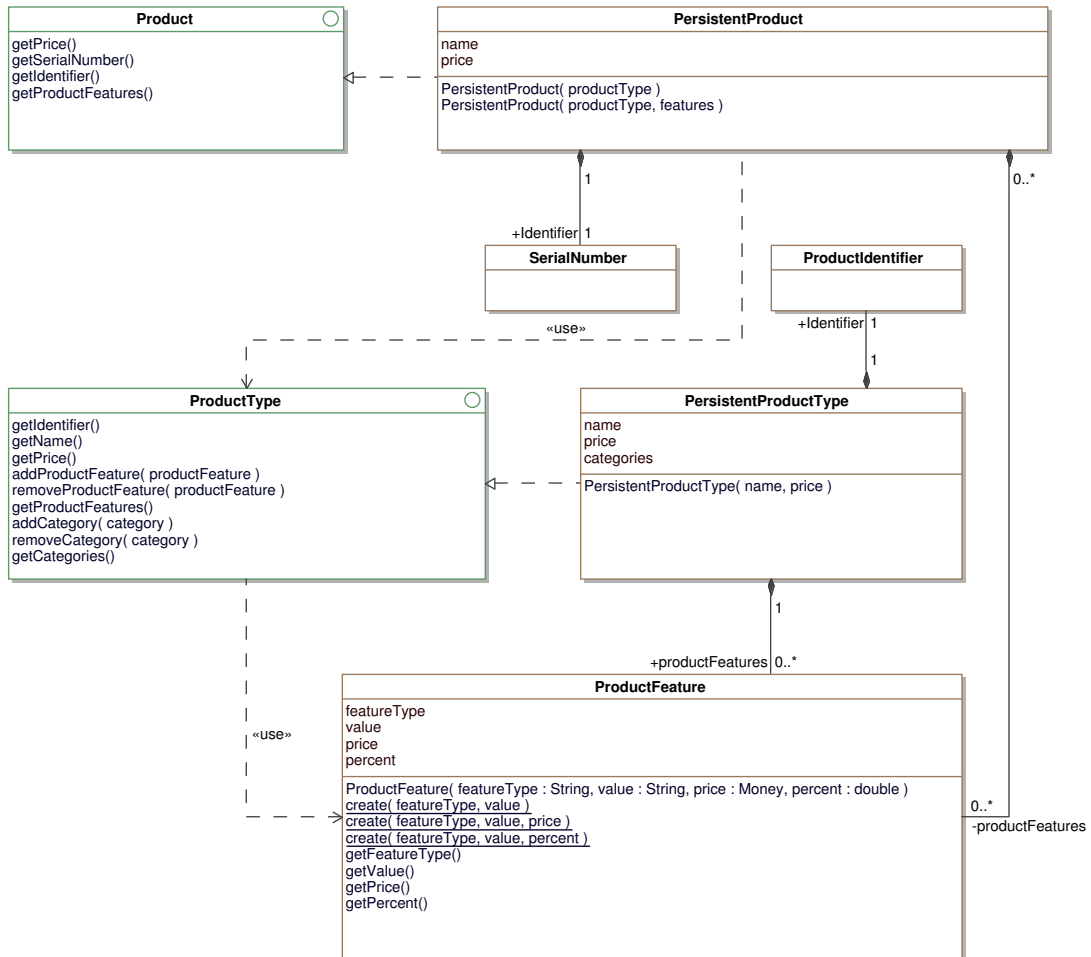 Product
getPrice()
getSerialNumber()
getIdentifier()
getProductFeatures()
PersistentProduct
name
price
PersistentProduct( productType )
PersistentProduct( productType, features )
1
0..*
+Identifier 1
SerialNumber
ProductIdentifier
+Identifier 1
«use»
1
ProductType
getIdentifier()
getName()
getPrice()
addProductFeature( productFeature )
removeProductFeature( productFeature )
getProductFeatures()
addCategory( category )
removeCategory( category )
getCategories()
PersistentProductType
name
price
categories
PersistentProductType( name, price )
1
+productFeatures 0..*
«use»
ProductFeature
featureType
value
price
percent
ProductFeature( featureType : String, value : String, price : Money, percent : double )
create( featureType, value )
create( featureType, value, price )
create( featureType, value, percent )
getFeatureType()
getValue()
getPrice()
getPercent()
0..*
-productFeatures